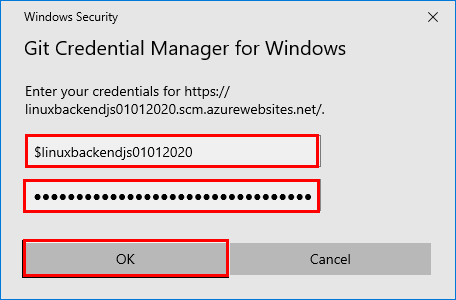 Windows Security
Git Credential Manager for Windows
Enter your credentials for https://
linuxbackendjs01012020.scm.azurewebsites.net/.
$linuxbackendjs01012020
●●●●●●●●●●●●●●●●●●●●●●●●●●●●●●●●
OK Cancel